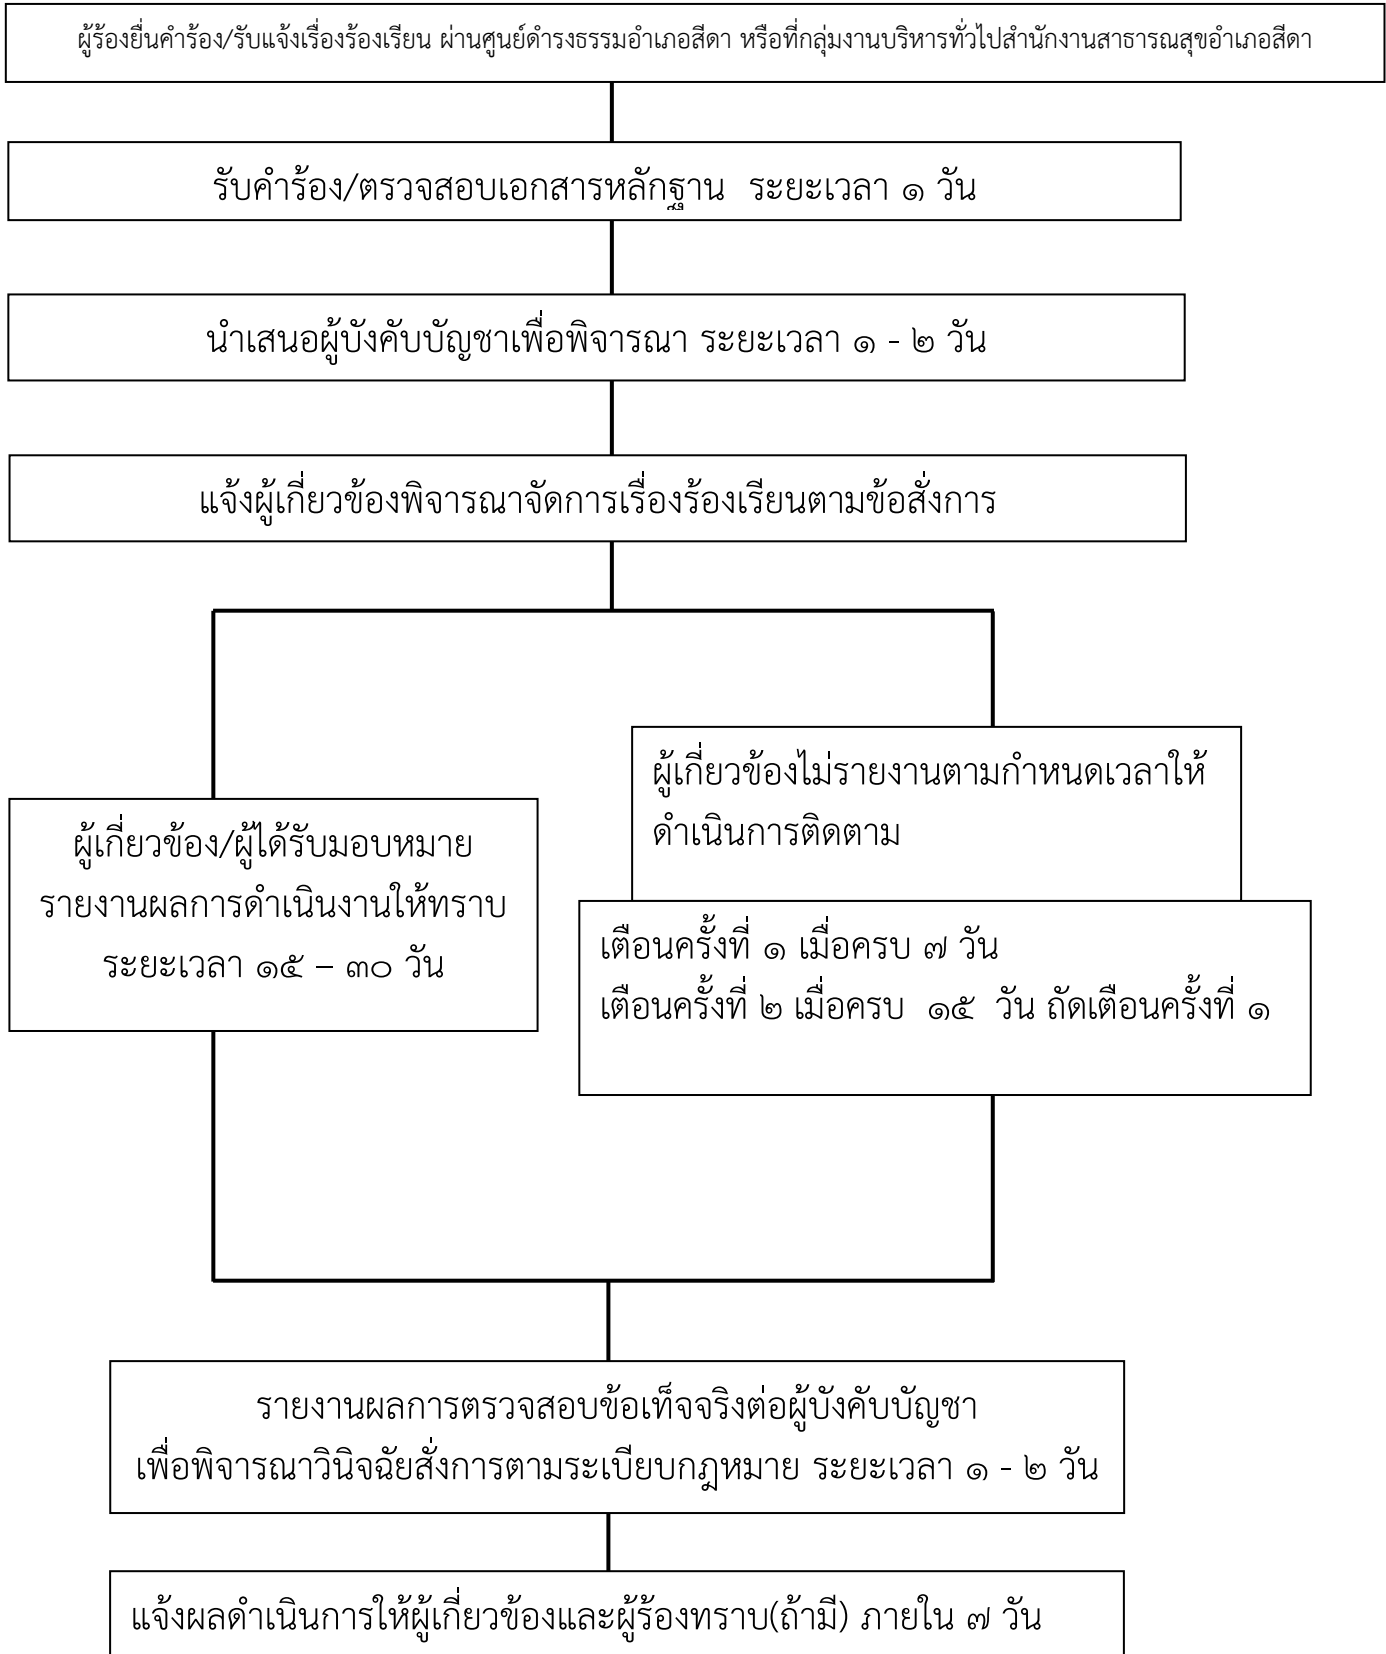 ผู้ร้องยื่นคำร้อง/รับแจ้งเรื่องร้องเรียน ผ่านศูนย์ดำรงธรรมอำเภอสีดา หรือที่กลุ่มงานบริหารทั่วไปสำนักงานสาธารณสุขอำเภอสีดา
รับคำร้อง/ตรวจสอบเอกสารหลักฐาน ระยะเวลา ๑ วัน
นำเสนอผู้บังคับบัญชาเพื่อพิจารณา ระยะเวลา ๑ - ๒ วัน
แจ้งผู้เกี่ยวข้องพิจารณาจัดการเรื่องร้องเรียนตามข้อสั่งการ
ผู้เกี่ยวข้อง/ผู้ได้รับมอบหมาย
รายงานผลการดำเนินงานให้ทราบ
ระยะเวลา ๑๕ – ๓๐ วัน
ผู้เกี่ยวข้องไม่รายงานตามกำหนดเวลาให้
ดำเนินการติดตาม
เตือนครั้งที่ ๑ เมื่อครบ ๗ วัน
เตือนครั้งที่ ๒ เมื่อครบ ๑๕ วัน ถัดเตือนครั้งที่ ๑
รายงานผลการตรวจสอบข้อเท็จจริงต่อผู้บังคับบัญชา
เพื่อพิจารณาวินิจฉัยสั่งการตามระเบียบกฎหมาย ระยะเวลา ๑ - ๒ วัน
แจ้งผลดำเนินการให้ผู้เกี่ยวข้องและผู้ร้องทราบ(ถ้ามี) ภายใน ๗ วัน